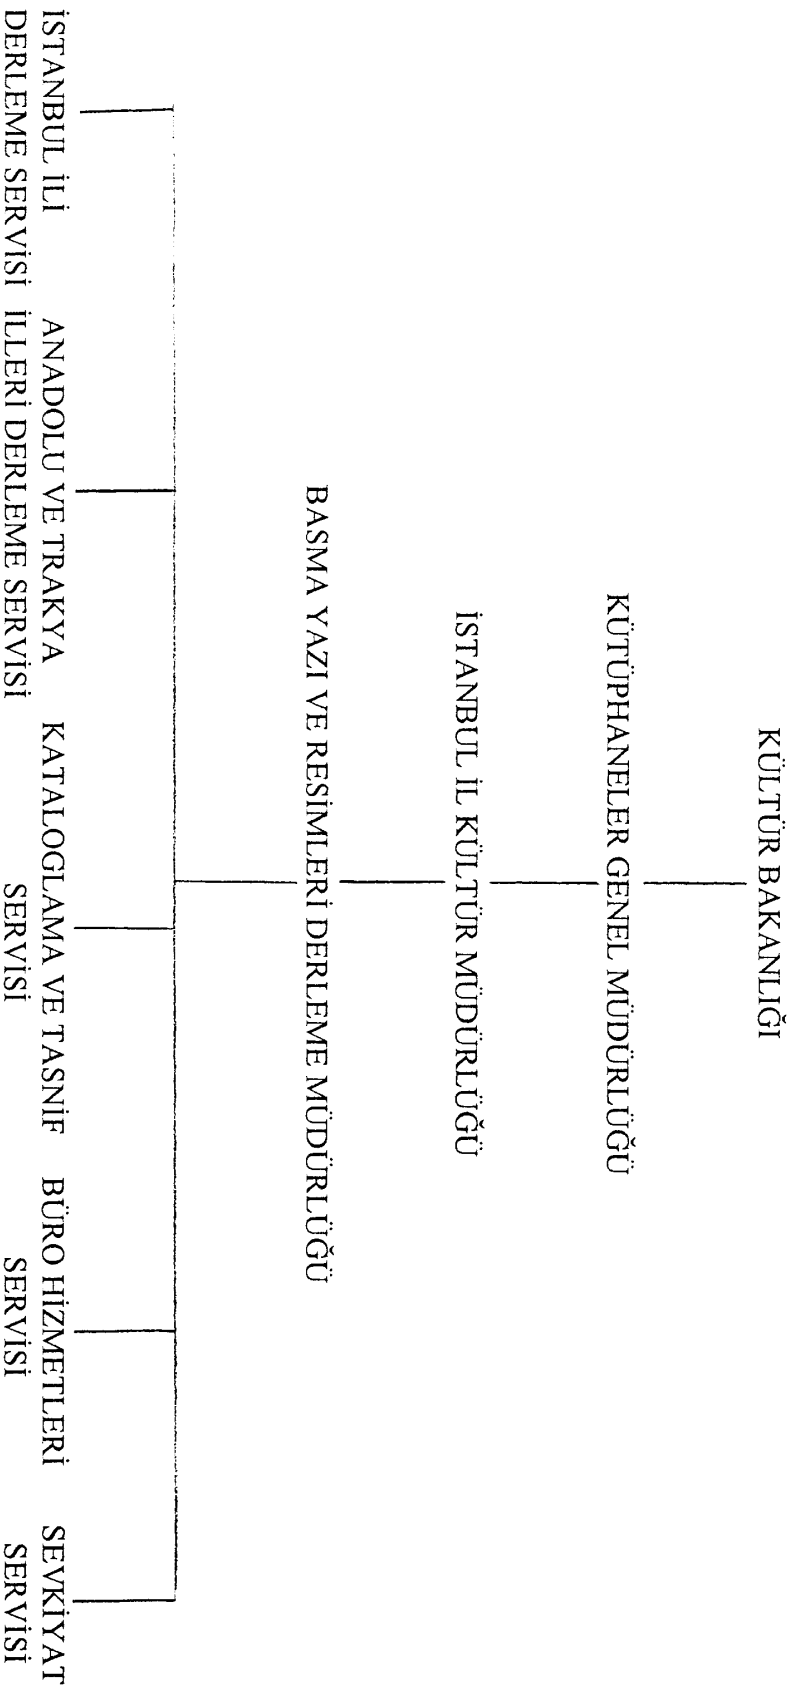 KÜLTÜR BAKANLIĞI
KÜTÜPHANELER GENEL MÜDÜRLÜĞÜ
İSTANBUL İL KÜLTÜR MÜDÜRLÜĞÜ
BASMA YAZI VE RESİMLERİ DERLEME MÜDÜRLÜĞÜ
İSTANBUL İLİ
DERLEME SERVİSİ
ANADOLU VE TRAKYA
İLLERİ DERLEME SERVİSİ
KATALOGLAMA VE TASNİF
SERVİSİ
BÜRO HİZMETLERİ
SERVİSİ
SEVKİYAT
SERVİSİ